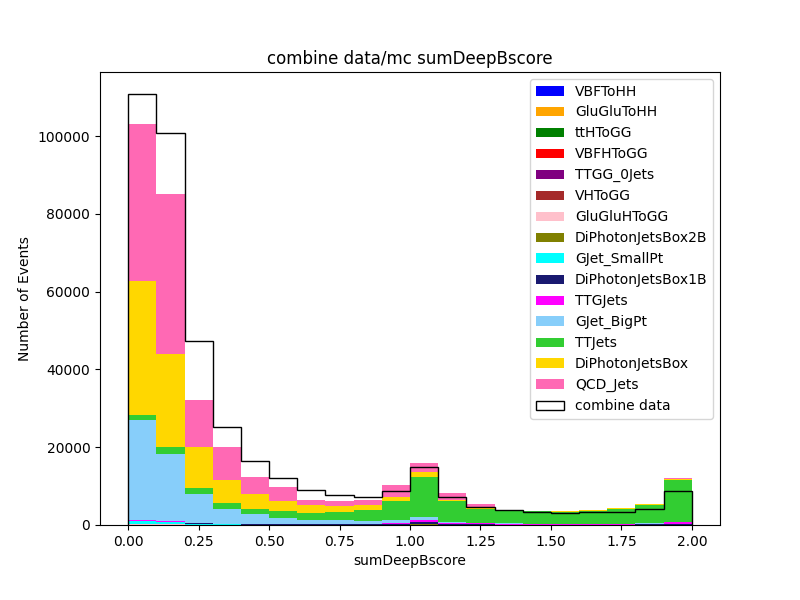 combine data/mc sumDeepBscore
Number of Events
100000
80000
60000
40000
20000
0
0.00 0.25 0.50 0.75 1.00 1.25 1.50 1.75 2.00
sumDeepBscore
VBFToHH
GluGluToHH
ttHToGG
VBFHToGG
TTGG_0Jets
VHToGG
GluGluHToGG
DiPhotonJetsBox2B
GJet_SmallPt
DiPhotonJetsBox1B
TTGJets
GJet_BigPt
TTJets
DiPhotonJetsBox
QCD_Jets
combine data